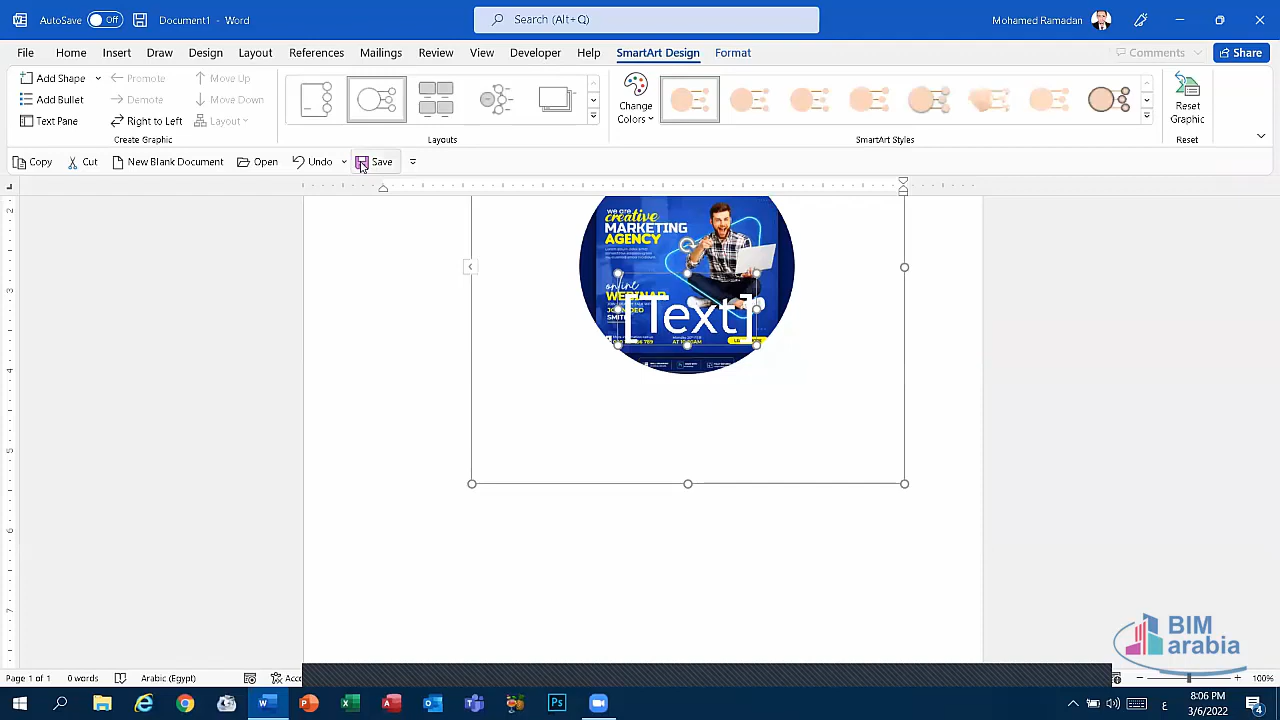 AutoSave Off Document1 - Word Search (Alt+Q) Mohamed Ramadan
File Home Insert Draw Design Layout References Mailings Review View Developer Help SmartArt Design Format Comments Share
Add Shape Promote Move Up
Add Bullet Demote Move Down
Text Pane Right to Left Layout
Change Colors
Reset Graphic
Create Graphic Layouts SmartArt Styles Reset
Copy Cut New Blank Document Open Undo Save
we are
creative
MARKETING
AGENCY
online
WEBINAR
SMITH
[Text]
BIM
arabia
Page 1 of 1 0 words Arabic (Egypt) 100%
8:06 PM
3/6/2022